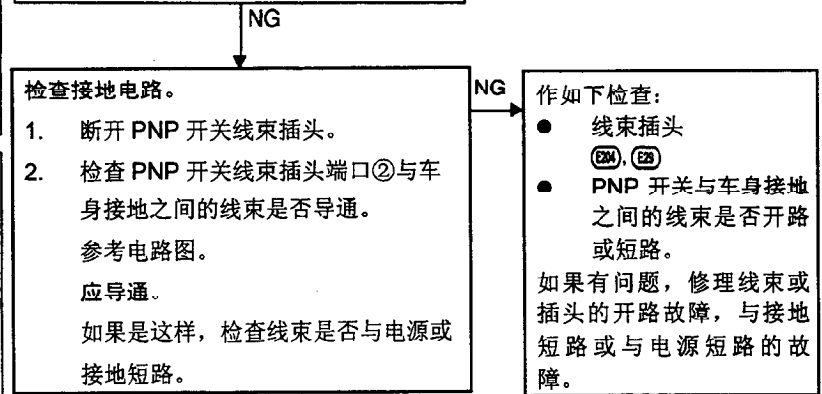 NG
检查接地电路。
1. 断开 PNP 开关线束插头。
2. 检查 PNP 开关线束插头端口②与车
身接地之间的线束是否导通。
参考电路图。
应导通。
如果是这样，检查线束是否与电源或
接地短路。
NG
作如下检查:
● 线束插头
(E204), (E29)
● PNP 开关与车身接地
之间的线束是否开路
或短路。
如果有问题，修理线束或
插头的开路故障，与接地
短路或与电源短路的故
障。